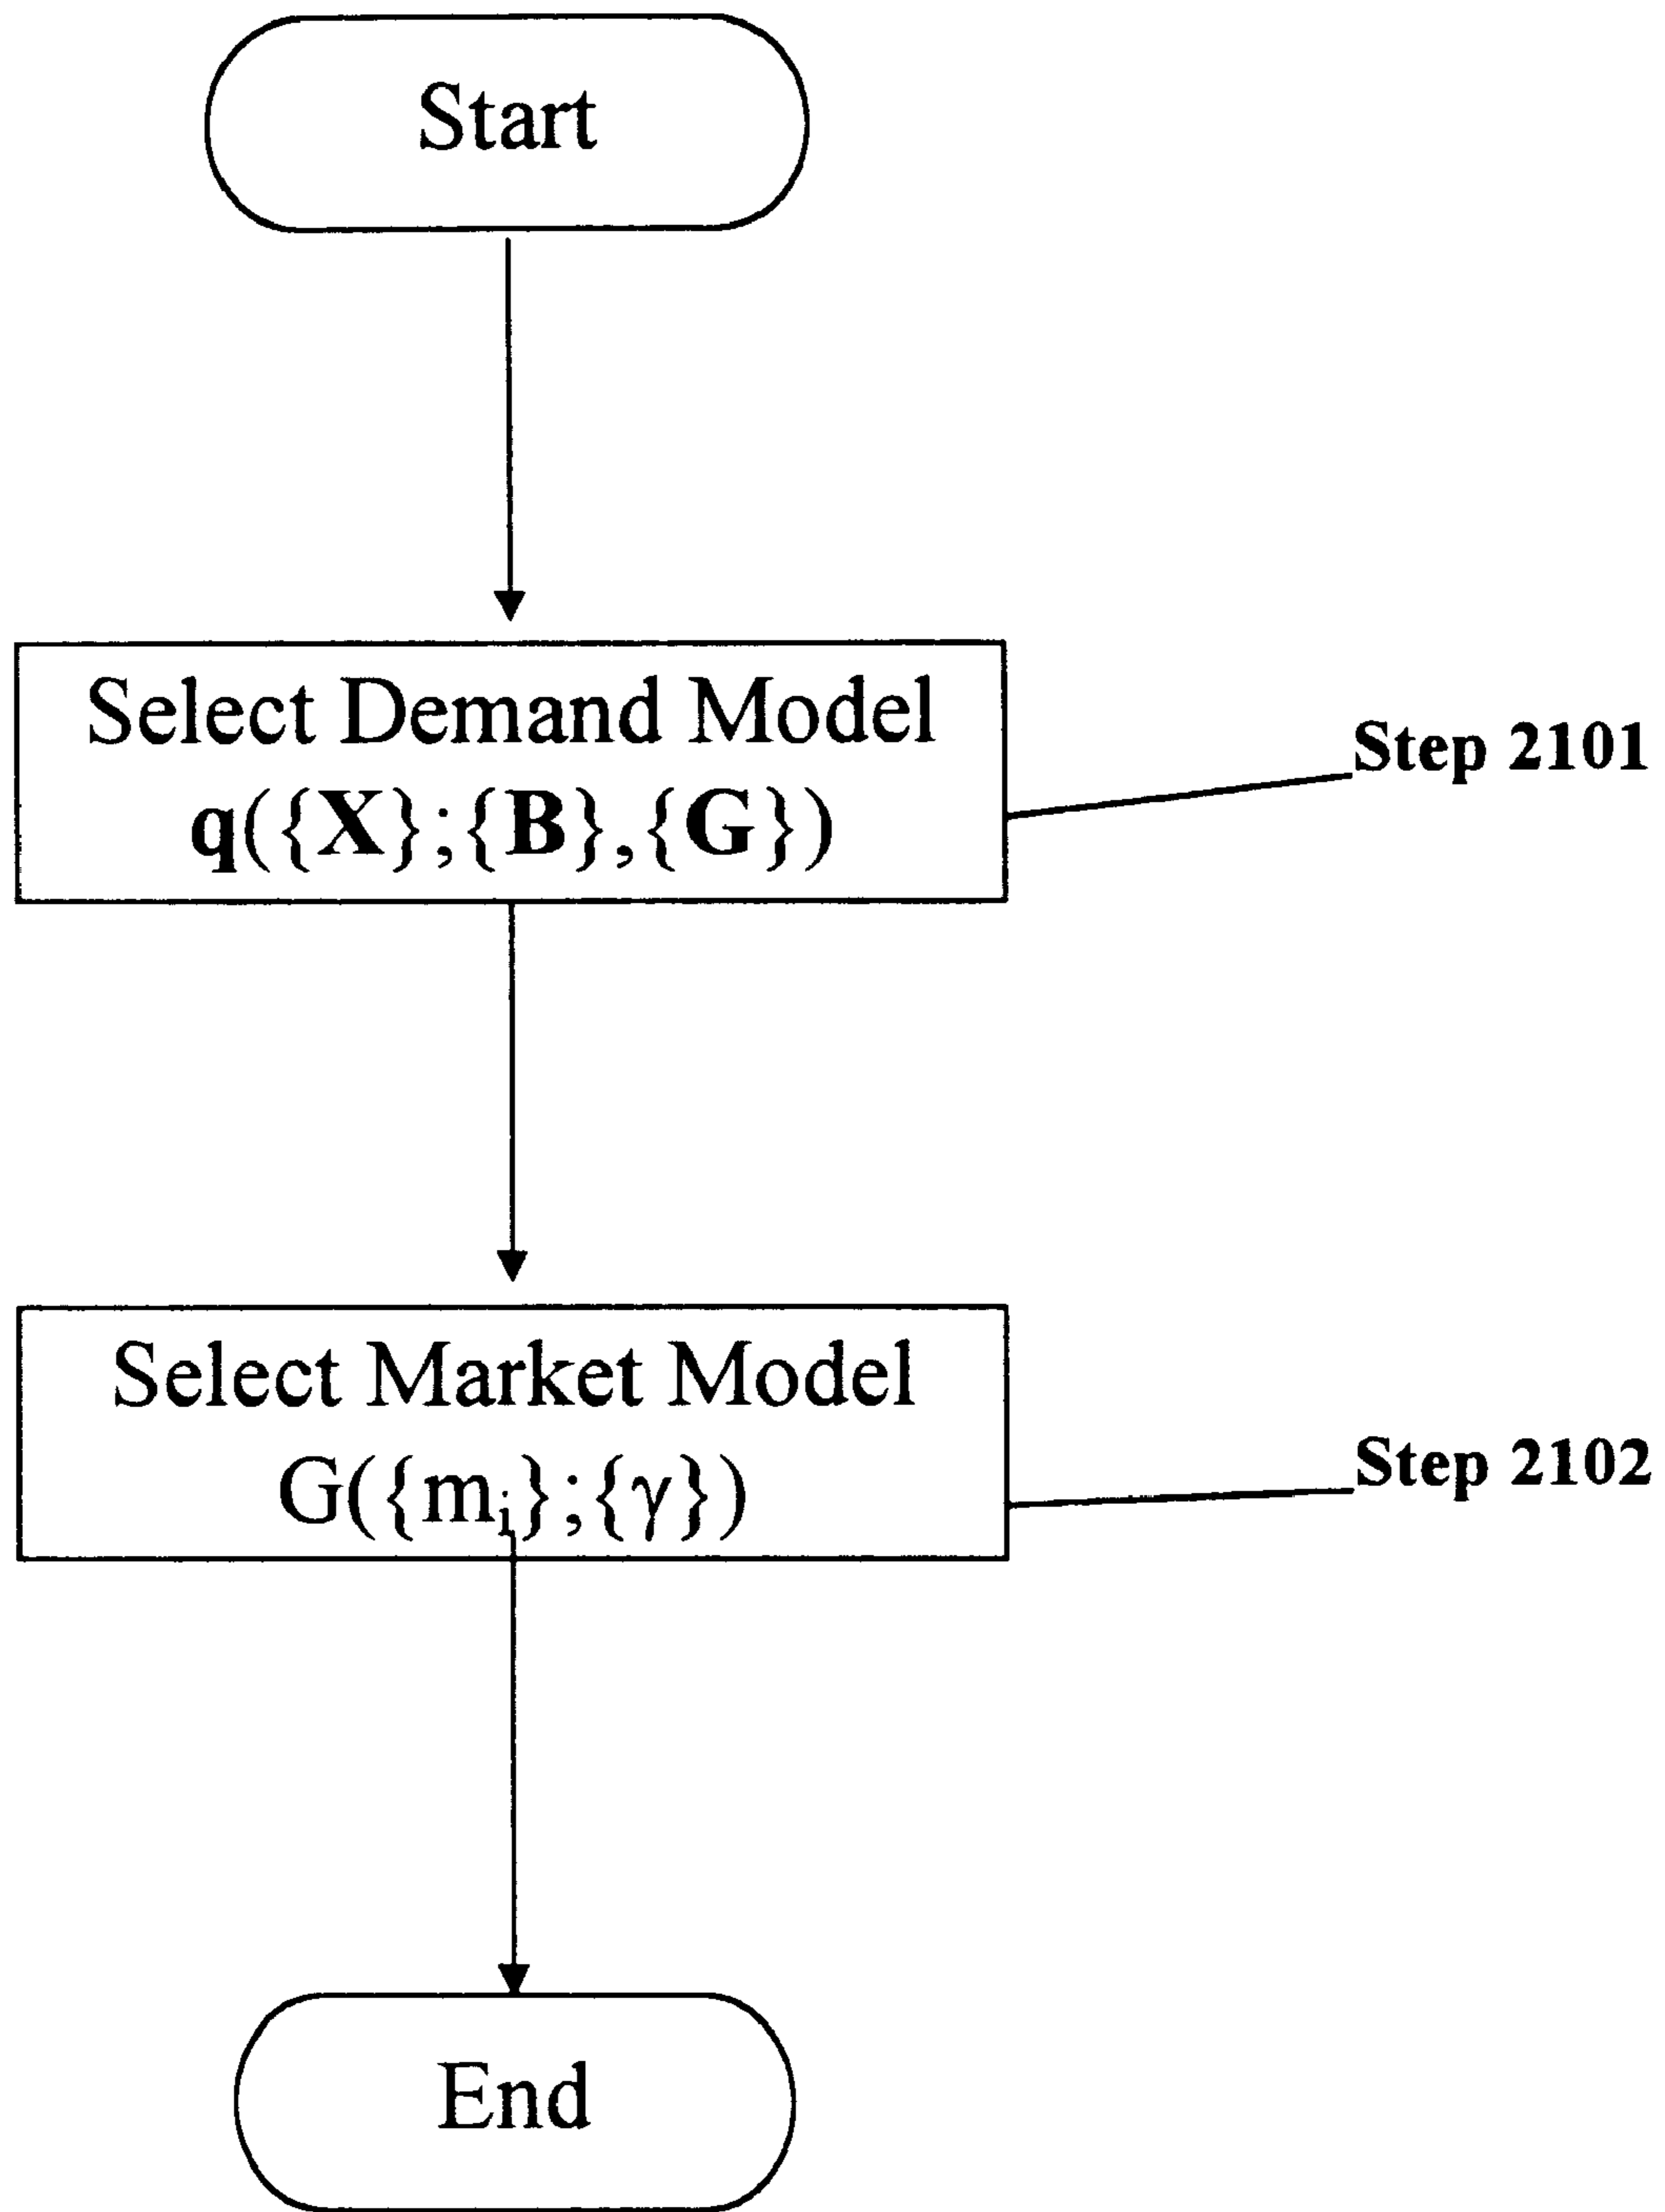 Start
Select Demand Model
q({X};{B},{G})
Step 2101
Select Market Model
G({mᵢ};{γ})
Step 2102
End